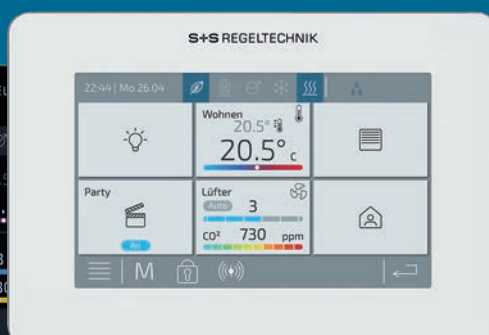 S+S REGELTECHNIK
22:44 | Mo 26.04
Wohnen
20.5°
20.5° c
Party
An
Lüfter
Auto 3
CO² 730 ppm
M